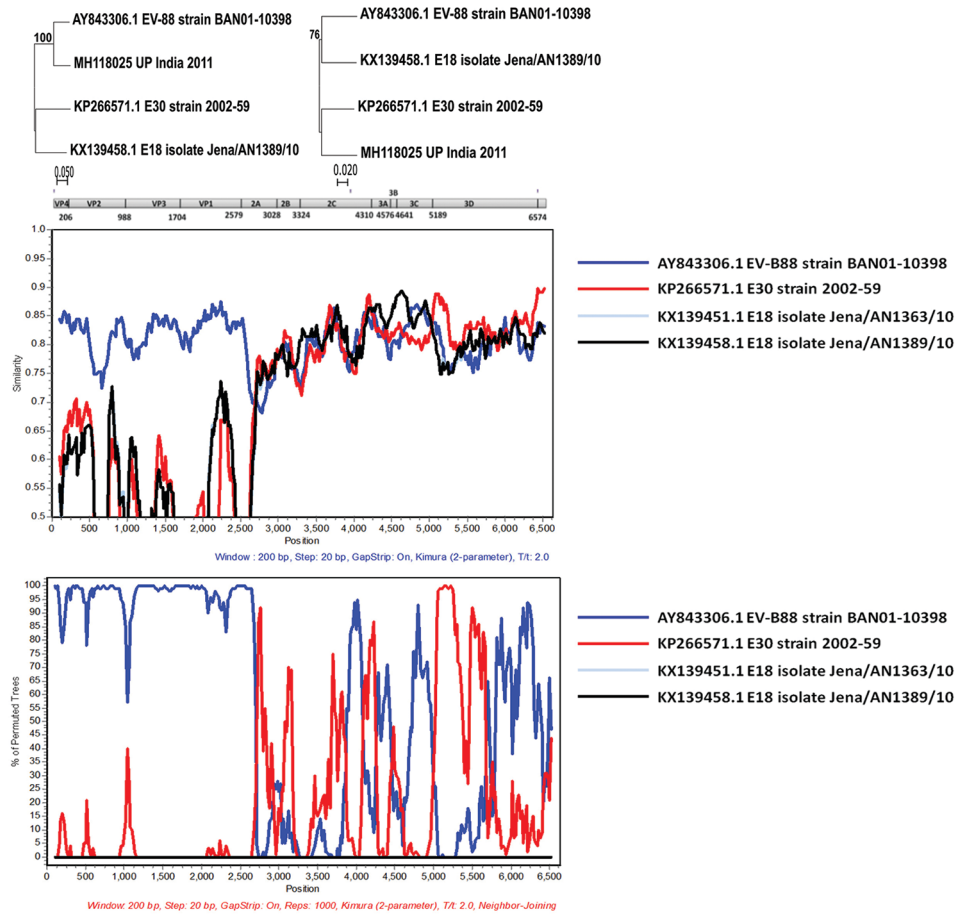 AY843306.1 EV-88 strain BAN01-10398
100
MH118025 UP India 2011
KP266571.1 E30 strain 2002-59
KX139458.1 E18 isolate Jena/AN1389/10
0.050
AY843306.1 EV-88 strain BAN01-10398
76
KX139458.1 E18 isolate Jena/AN1389/10
KP266571.1 E30 strain 2002-59
MH118025 UP India 2011
0.020
3B
VP4 VP2 VP3 VP1 2A 2B 2C 3A 3C 3D
206 988 1704 2579 3028 3324 4310 4576 4641 5189 6574
1.0
0.95
0.9
0.85
0.8
0.75
0.7
0.65
0.6
0.55
0.5
Similarity
0 500 1,000 1,500 2,000 2,500 3,000 3,500 4,000 4,500 5,000 5,500 6,000 6,500
Position
Window : 200 bp, Step: 20 bp, GapStrip: On, Kimura (2-parameter), T/t: 2.0
AY843306.1 EV-B88 strain BAN01-10398
KP266571.1 E30 strain 2002-59
KX139451.1 E18 isolate Jena/AN1363/10
KX139458.1 E18 isolate Jena/AN1389/10
100
95
90
85
80
75
70
65
60
55
50
45
40
35
30
25
20
15
10
5
0
% of Permuted Trees
0 500 1,000 1,500 2,000 2,500 3,000 3,500 4,000 4,500 5,000 5,500 6,000 6,500
Position
Window: 200 bp, Step: 20 bp, GapStrip: On, Reps: 1000, Kimura (2-parameter), T/t: 2.0, Neighbor-Joining
AY843306.1 EV-B88 strain BAN01-10398
KP266571.1 E30 strain 2002-59
KX139451.1 E18 isolate Jena/AN1363/10
KX139458.1 E18 isolate Jena/AN1389/10